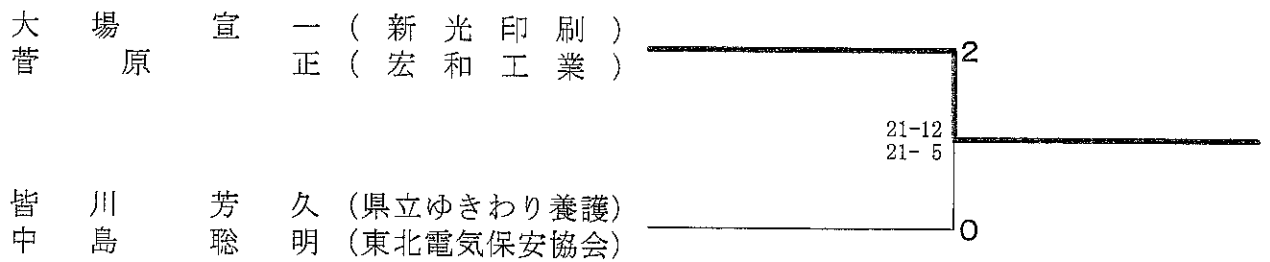 大場 宣一(新光印刷)
菅原 正(宏和工業)
2
21-12
21- 5
皆川 芳久(県立ゆきわり養護)
中島 聡明(東北電気保安協会)
0